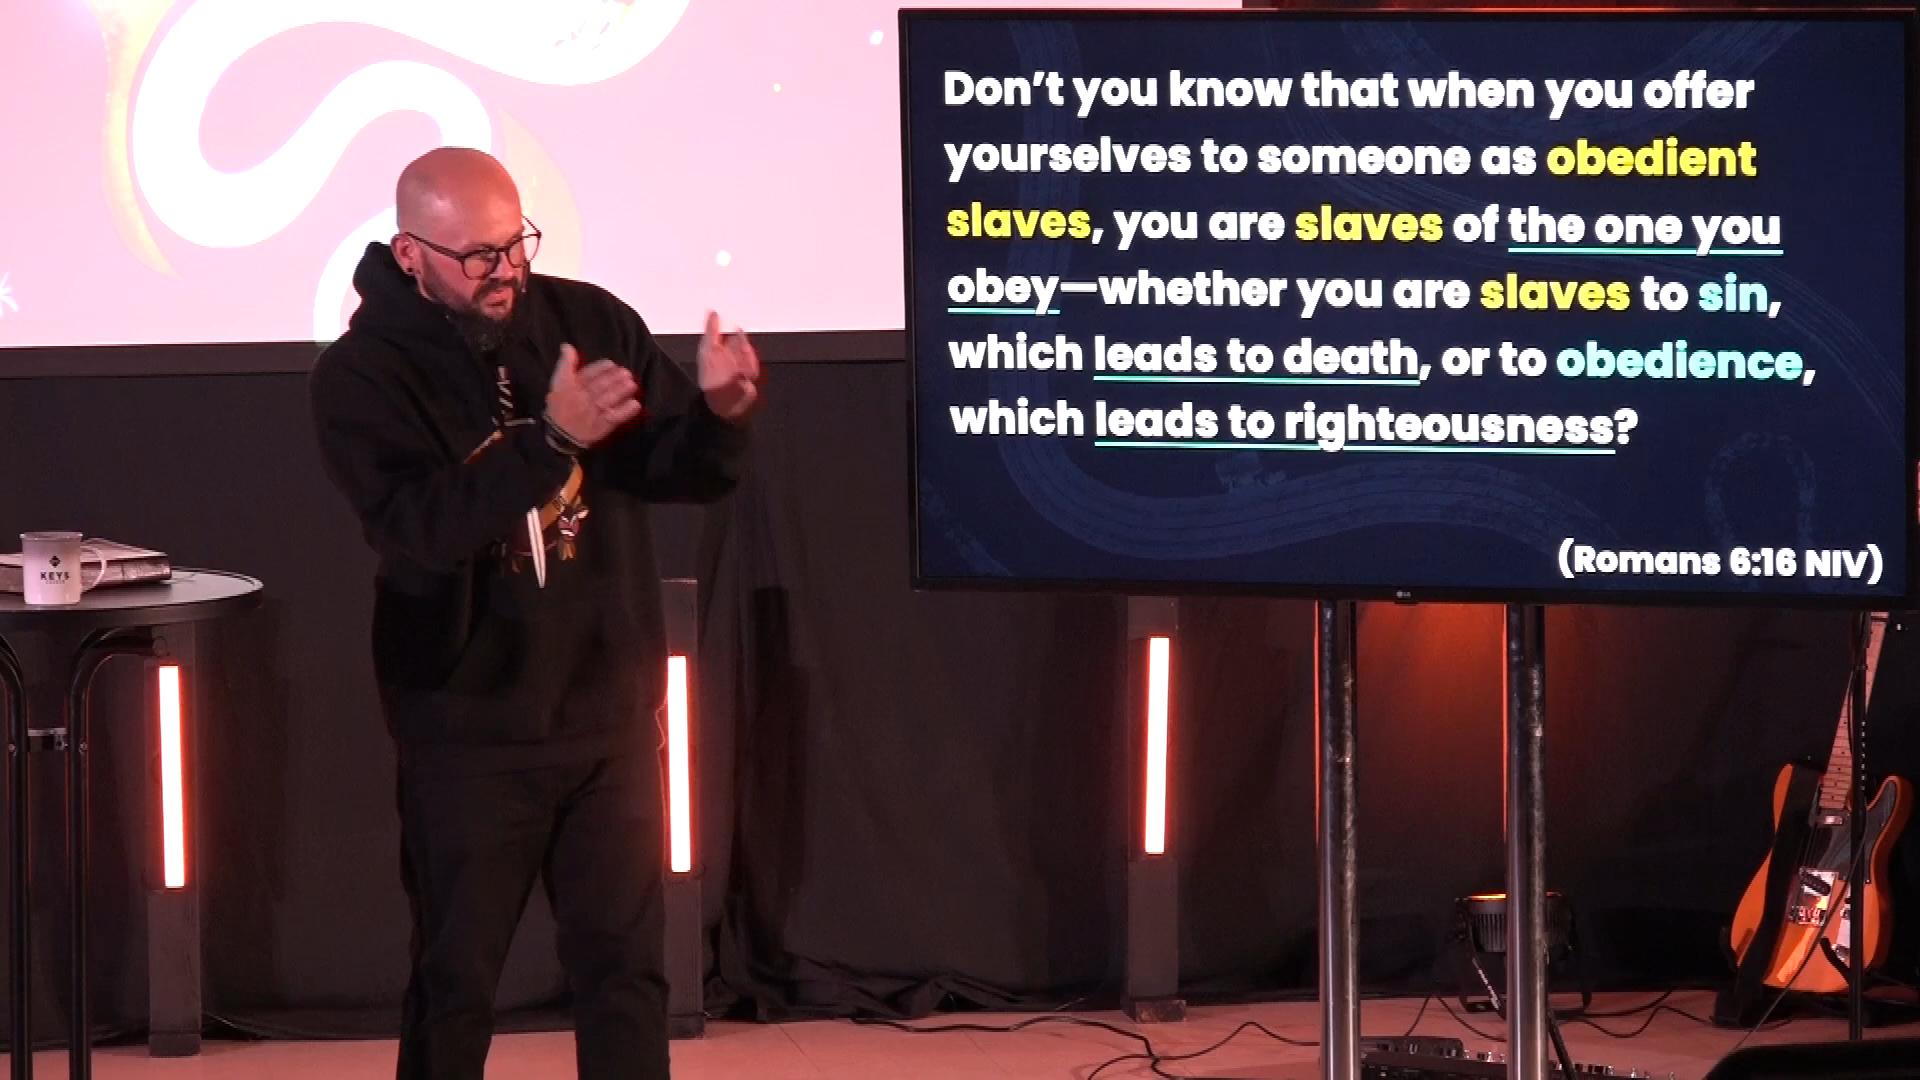 Don't you know that when you offer
yourselves to someone as obedient
slaves, you are slaves of the one you
obey—whether you are slaves to sin,
which leads to death, or to obedience,
which leads to righteousness?
(Romans 6:16 NIV)
LG
KEYS